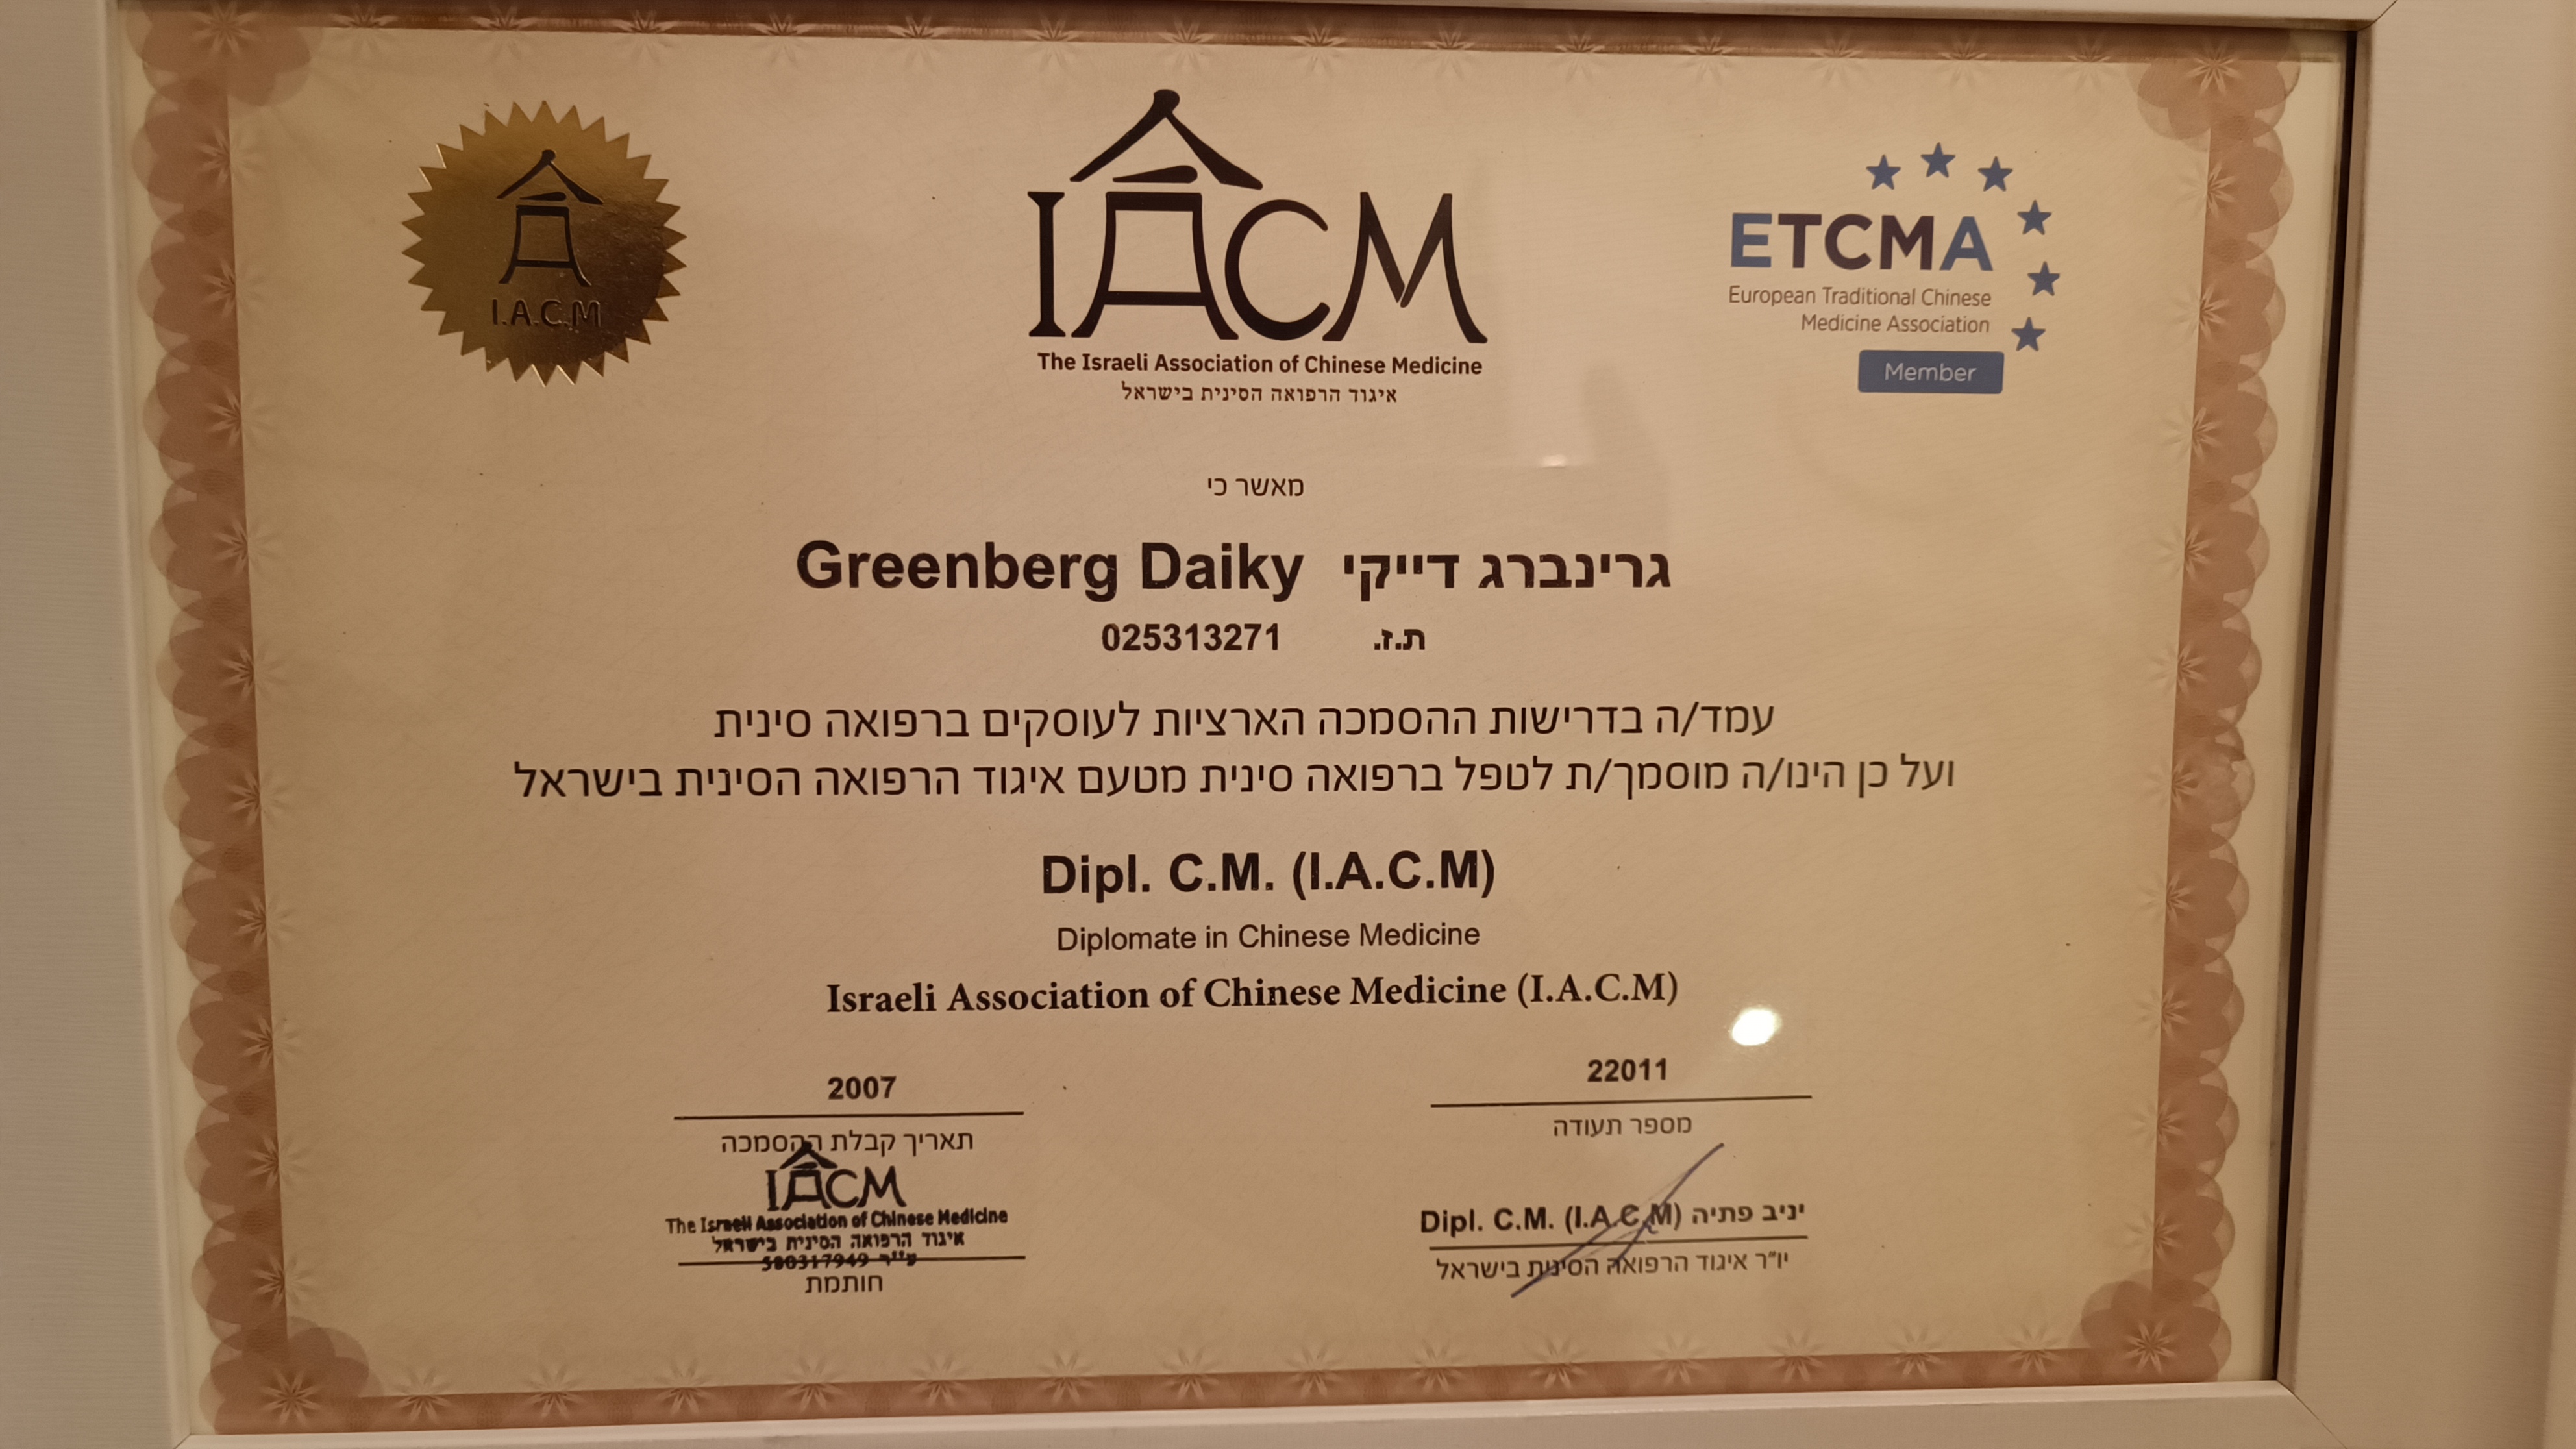 I.A.C.M
IACM
The Israeli Association of Chinese Medicine
איגוד הרפואה הסינית בישראל
ETCMA
European Traditional Chinese
Medicine Association
Member
מאשר כי
Greenberg Daiky גרינברג דייקי
ת.ז. 025313271
עמד/ה בדרישות ההסמכה הארציות לעוסקים ברפואה סינית
ועל כן הינו/ה מוסמך/ת לטפל ברפואה סינית מטעם איגוד הרפואה הסינית בישראל
Dipl. C.M. (I.A.C.M)
Diplomate in Chinese Medicine
Israeli Association of Chinese Medicine (I.A.C.M)
22011
מספר תעודה
2007
תאריך קבלת ההסמכה
יניב פתיה Dipl. C.M. (I.A.C.M)
יו"ר איגוד הרפואה הסינית בישראל
IACM
The Israeli Association of Chinese Medicine
איגוד הרפואה הסינית בישראל
ע"ר 580317949
חותמת